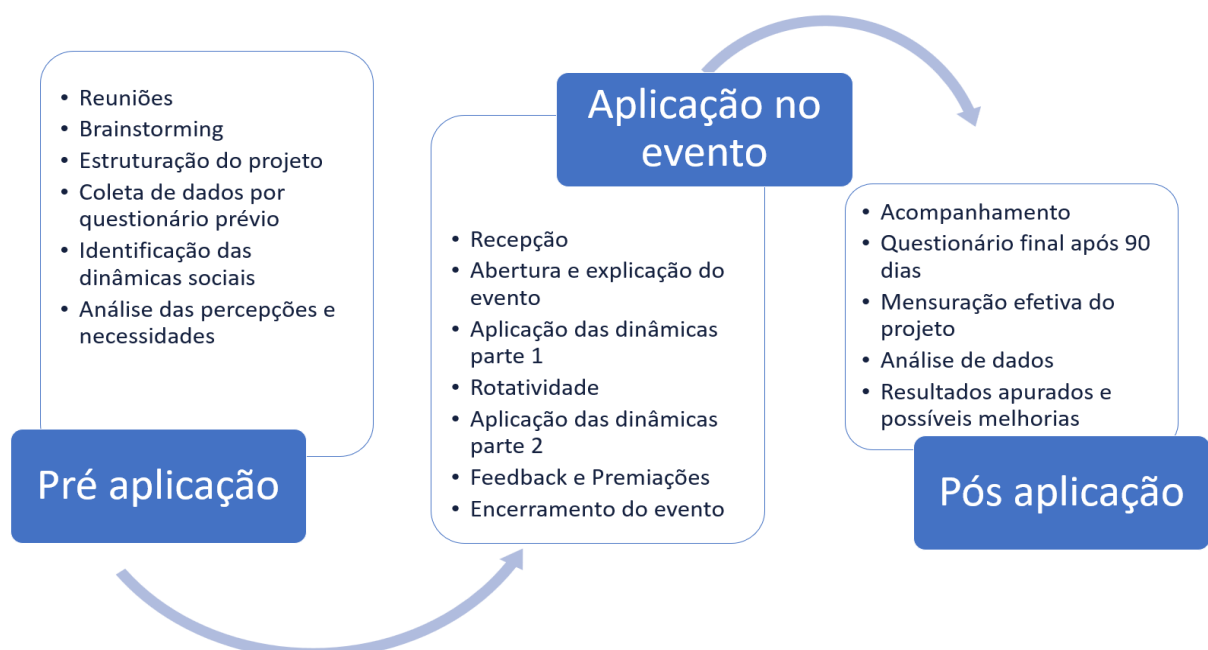 • Reuniões
• Brainstorming
• Estruturação do projeto
• Coleta de dados por
questionário prévio
• Identificação das
dinâmicas sociais
• Análise das percepções e
necessidades
Pré aplicação
Aplicação no
evento
• Recepção
• Abertura e explicação do
evento
• Aplicação das dinâmicas
parte 1
• Rotatividade
• Aplicação das dinâmicas
parte 2
• Feedback e Premiações
• Encerramento do evento
• Acompanhamento
• Questionário final após 90
dias
• Mensuração efetiva do
projeto
• Análise de dados
• Resultados apurados e
possíveis melhorias
Pós aplicação